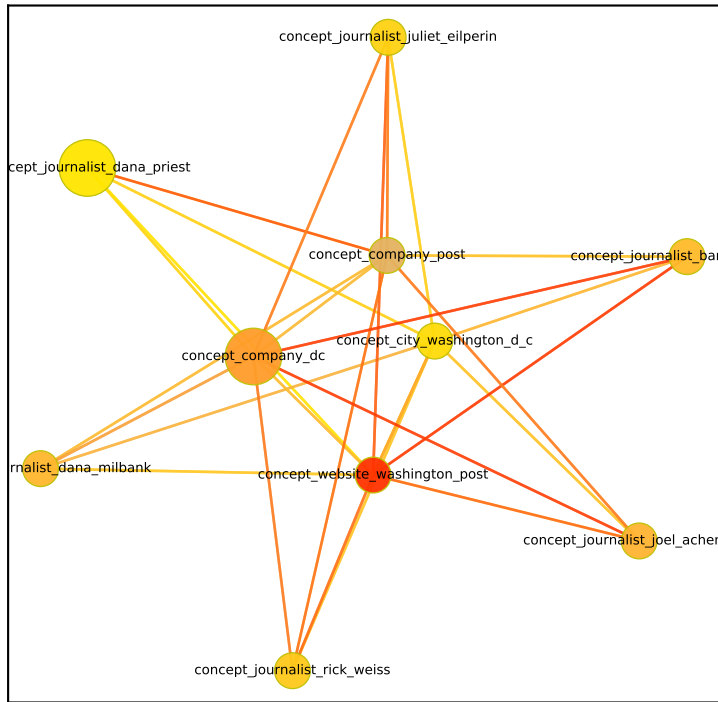 concept_journalist_juliet_eilperin
cept_journalist_dana_priest
concept_company_post
concept_journalist_bar
concept_city_washington_d_c
concept_company_dc
rnalist_dana_milbank
concept_website_washington_post
concept_journalist_joel_acher
concept_journalist_rick_weiss